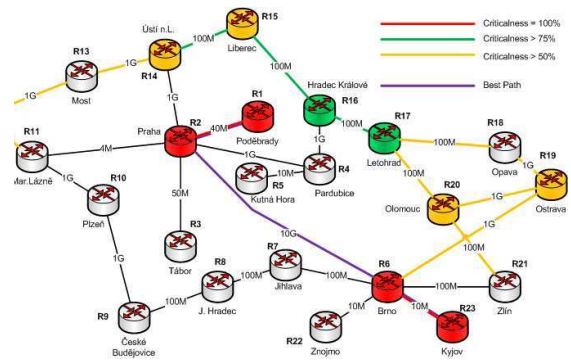 Criticalness = 100%
Criticalness > 75%
Criticalness > 50%
Best Path
R15
Ústí n.L.
100M
Liberec
R13
1G
R14
100M
Most
1G
1G
Hradec Králové
R16
R1
R2
40M
100M
R17
R11
Praha
Poděbrady
1G
100M
R18
4M
1G
R4
Letohrad
R19
Mar.Lázně
R5
10M
Opava
1G
1G
R10
Kutná Hora
Pardubice
100M
R20
50M
1G
Ostrava
Plzeň
R3
Olomouc
1G
10G
100M
1G
Tábor
R7
R6
R21
R8
Jihlava
100M
100M
R9
100M
Brno
10M
10M
R23
Zlín
J. Hradec
České
Budějovice
R22
Znojmo
Kyjov